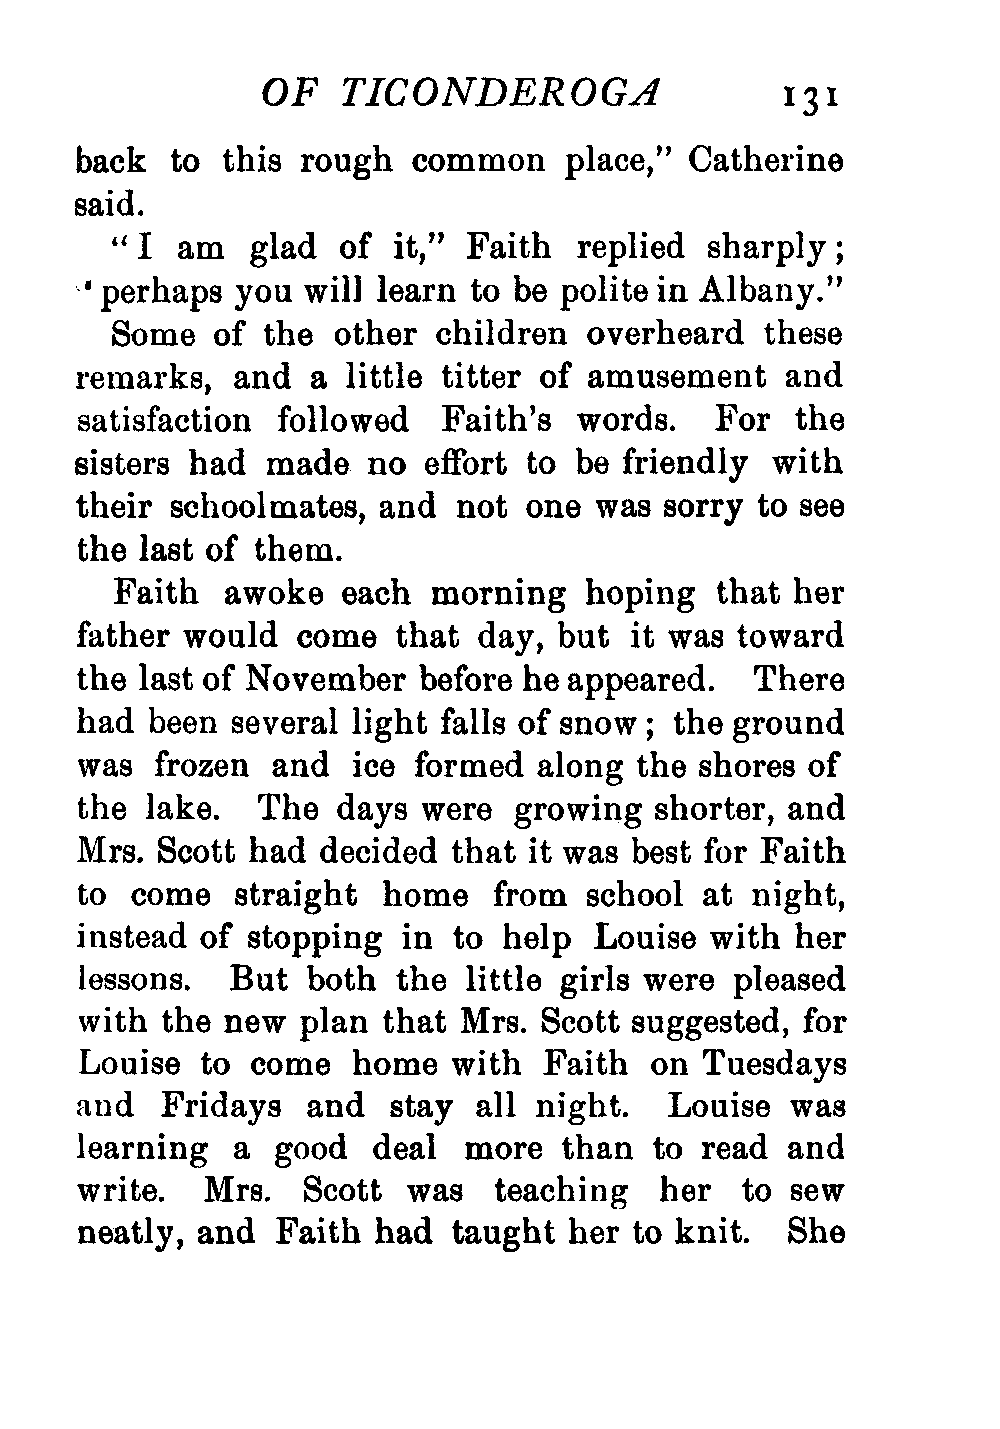 OF TICONDEROGA 131
back to this rough common place,” Catherine
said.
“I am glad of it,” Faith replied sharply;
“perhaps you will learn to be polite in Albany.”
Some of the other children overheard these
remarks, and a little titter of amusement and
satisfaction followed Faith’s words. For the
sisters had made no effort to be friendly with
their schoolmates, and not one was sorry to see
the last of them.
Faith awoke each morning hoping that her
father would come that day, but it was toward
the last of November before he appeared. There
had been several light falls of snow; the ground
was frozen and ice formed along the shores of
the lake. The days were growing shorter, and
Mrs. Scott had decided that it was best for Faith
to come straight home from school at night,
instead of stopping in to help Louise with her
lessons. But both the little girls were pleased
with the new plan that Mrs. Scott suggested, for
Louise to come home with Faith on Tuesdays
and Fridays and stay all night. Louise was
learning a good deal more than to read and
write. Mrs. Scott was teaching her to sew
neatly, and Faith had taught her to knit. She